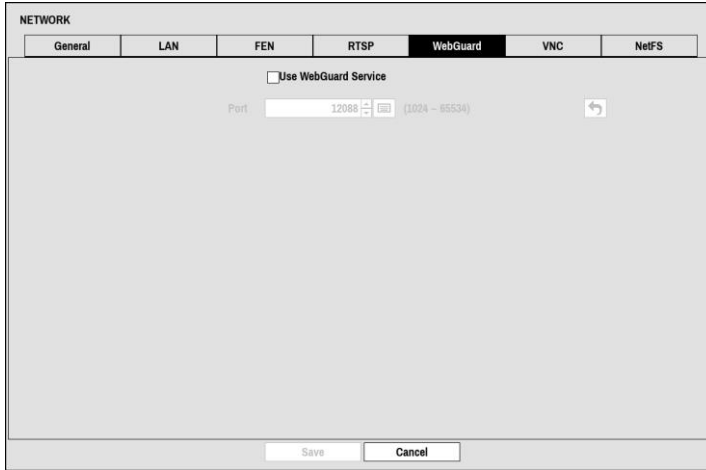 NETWORK
General LAN FEN RTSP WebGuard VNC NetFS
Use WebGuard Service
Port 12088 (1024 ~ 65534)
Save Cancel